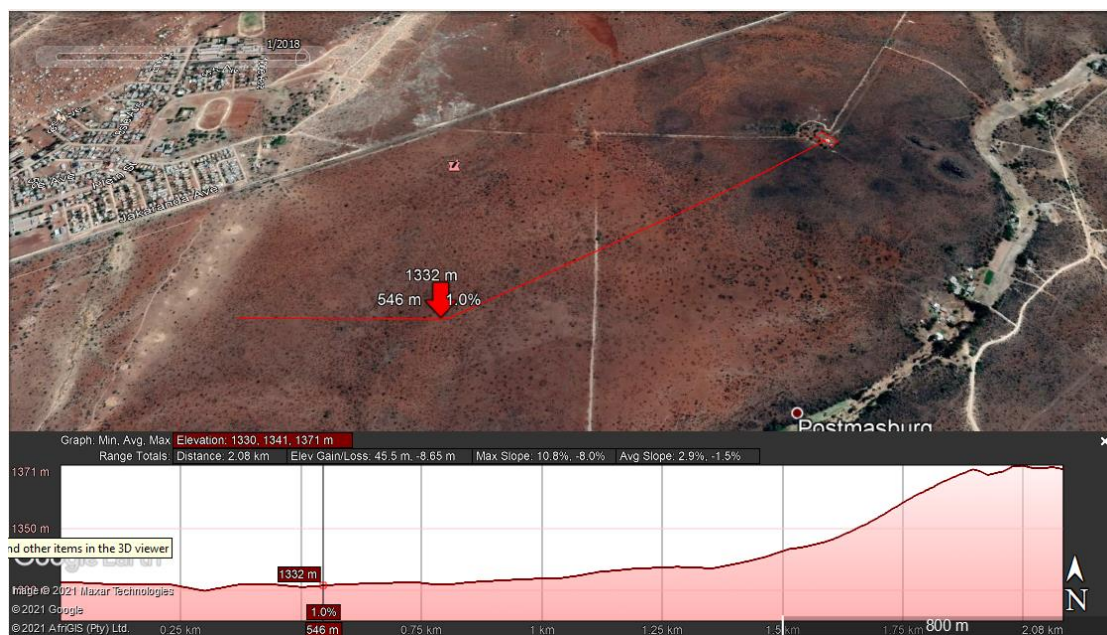 1/2018
Plein S
Jakaranda Ave
1332 m
546 m 1.0%
Postmasburg
Graph: Min, Avg, Max Elevation: 1330, 1341, 1371 m
Range Totals: Distance: 2.08 km Elev Gain/Loss: 45.5 m, -8.65 m Max Slope: 10.8%, -8.0% Avg Slope: 2.9%, -1.5%
1371 m
1350 m
nd other items in the 3D viewer
1332 m
Image © 2021 Maxar Technologies
© 2021 Google
1.0%
N
© 2021 AfriGIS (Pty) Ltd.
0.25 km 546 m 0.75 km 1 km 1.25 km 1.5 km 1.75 km 800 m 2.08 km